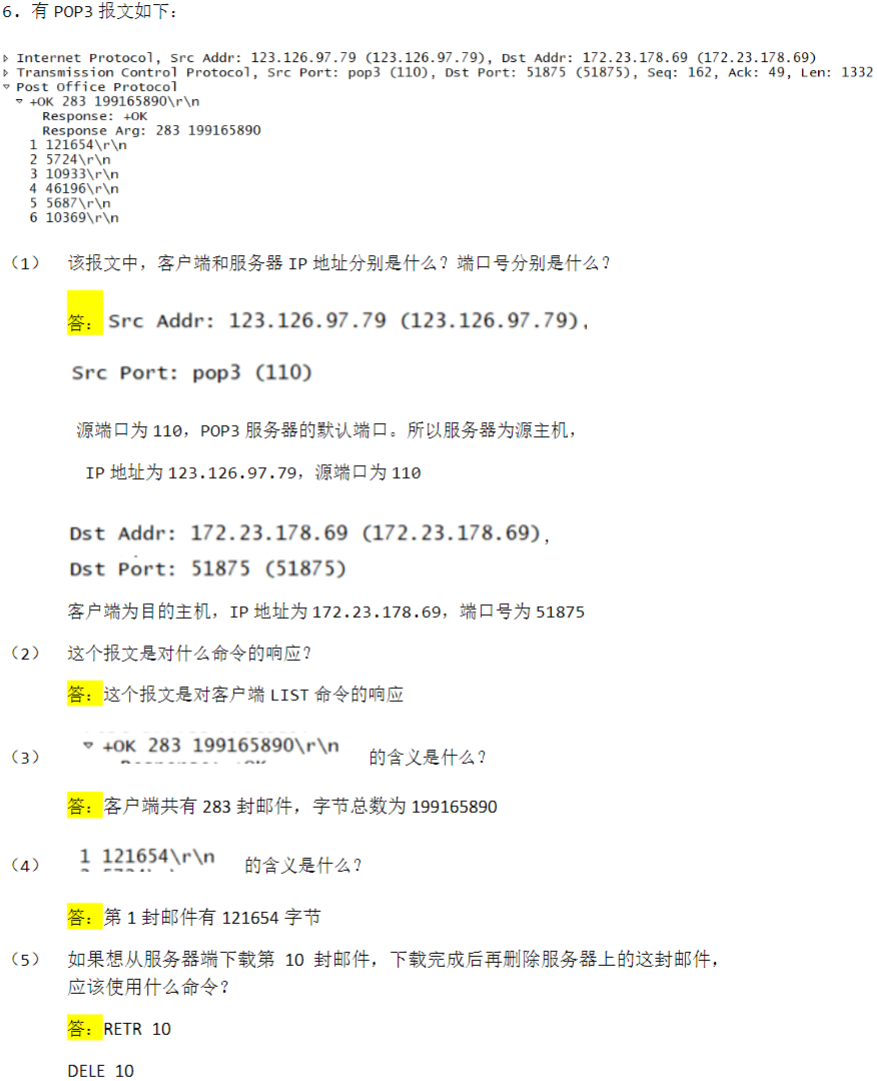 6. 有 POP3 报文如下：
Internet Protocol, Src Addr: 123.126.97.79 (123.126.97.79), Dst Addr: 172.23.178.69 (172.23.178.69)
Transmission Control Protocol, Src Port: pop3 (110), Dst Port: 51875 (51875), Seq: 162, Ack: 49, Len: 1332
Post Office Protocol
+OK 283 199165890\r\n
Response: +OK
Response Arg: 283 199165890
1 121654\r\n
2 5724\r\n
3 10933\r\n
4 46196\r\n
5 5687\r\n
6 10369\r\n
（1） 该报文中，客户端和服务器 IP 地址分别是什么？端口号分别是什么？
答：Src Addr: 123.126.97.79 (123.126.97.79),
Src Port: pop3 (110)
源端口为 110，POP3 服务器的默认端口。所以服务器为源主机，
IP 地址为 123.126.97.79，源端口为 110
Dst Addr: 172.23.178.69 (172.23.178.69),
Dst Port: 51875 (51875)
客户端为目的主机，IP 地址为 172.23.178.69，端口号为 51875
（2） 这个报文是对什么命令的响应？
答：这个报文是对客户端 LIST 命令的响应
（3） +OK 283 199165890\r\n 的含义是什么？
答：客户端共有 283 封邮件，字节总数为 199165890
（4） 1 121654\r\n 的含义是什么？
答：第 1 封邮件有 121654 字节
（5） 如果想从服务器端下载第 10 封邮件，下载完成后再删除服务器上的这封邮件，
应该使用什么命令？
答：RETR 10
DELE 10